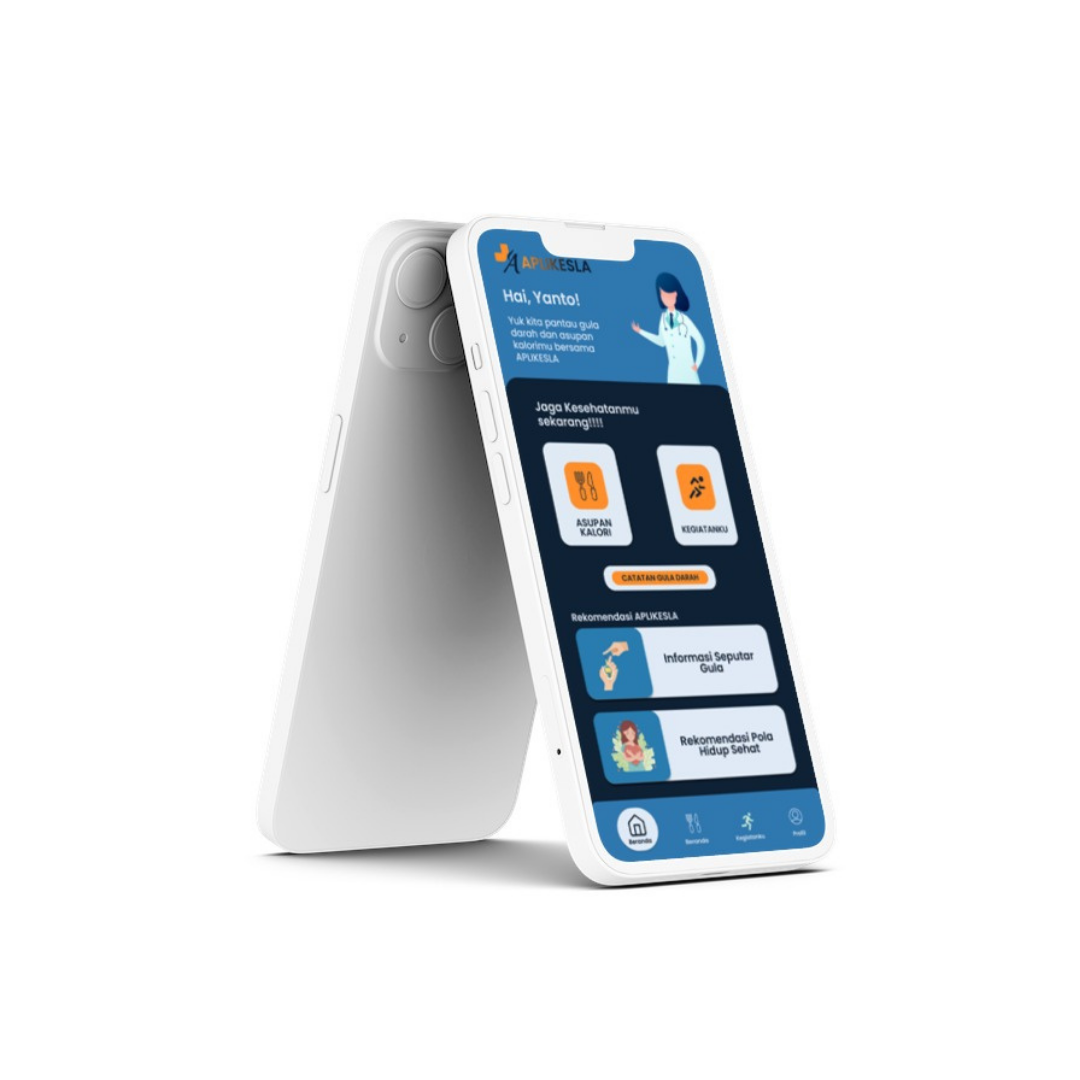 APLIKESLA
Hai, Yanto!
Yuk kita pantau gula
darah dan asupan
kalorimu bersama
APLIKESLA
Jaga Kesehatanmu
sekarang!!!!
ASUPAN
KALORI
KEGIATANKU
CATATAN GULA DARAH
Rekomendasi APLIKESLA
Informasi Seputar
Gula
Rekomendasi Pola
Hidup Sehat
Beranda
Beranda
Kegiatanku
Profil